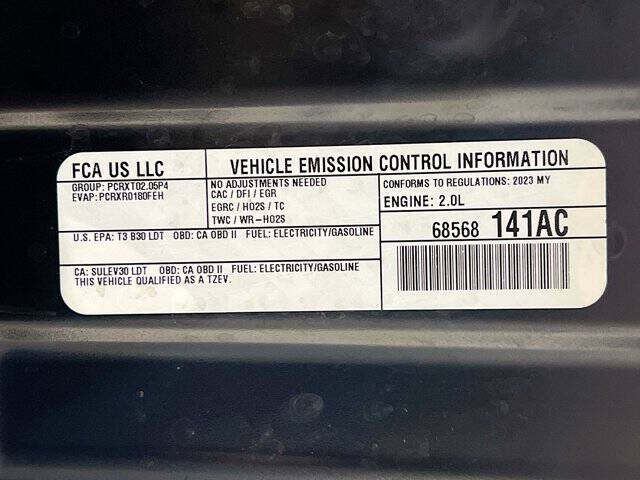 FCA US LLC
GROUP: PCRXT02.05P4
EVAP: PCRXR0180FEH
VEHICLE EMISSION CONTROL INFORMATION
NO ADJUSTMENTS NEEDED
CAC / DFI / EGR
EGRC / HO2S / TC
TWC / WR-HO2S
CONFORMS TO REGULATIONS: 2023 MY
ENGINE: 2.0L
68568 141AC
U.S. EPA: T3 B30 LDT OBD: CA OBD II FUEL: ELECTRICITY/GASOLINE
CA: SULEV30 LDT OBD: CA OBD II FUEL: ELECTRICITY/GASOLINE
THIS VEHICLE QUALIFIED AS A TZEV.